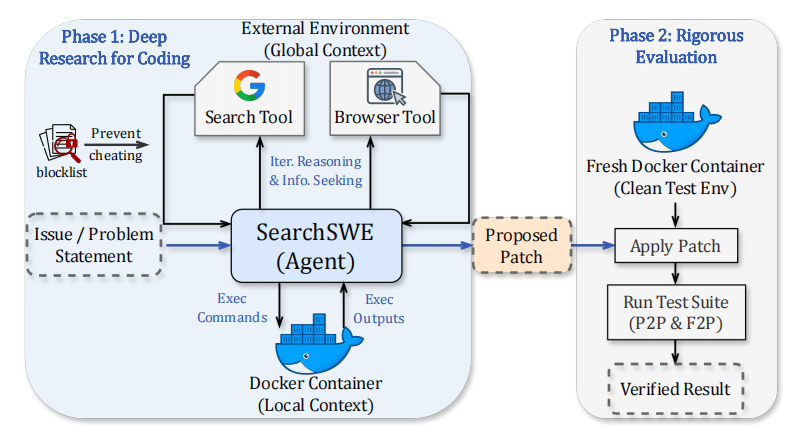 Phase 1: Deep
Research for Coding
External Environment
(Global Context)
Search Tool
Browser Tool
Prevent
cheating
blocklist
Iter. Reasoning
& Info. Seeking
Issue / Problem
Statement
SearchSWE
(Agent)
Exec
Commands
Exec
Outputs
Docker Container
(Local Context)
Proposed
Patch
Phase 2: Rigorous
Evaluation
Fresh Docker Container
(Clean Test Env)
Apply Patch
Run Test Suite
(P2P & F2P)
Verified Result